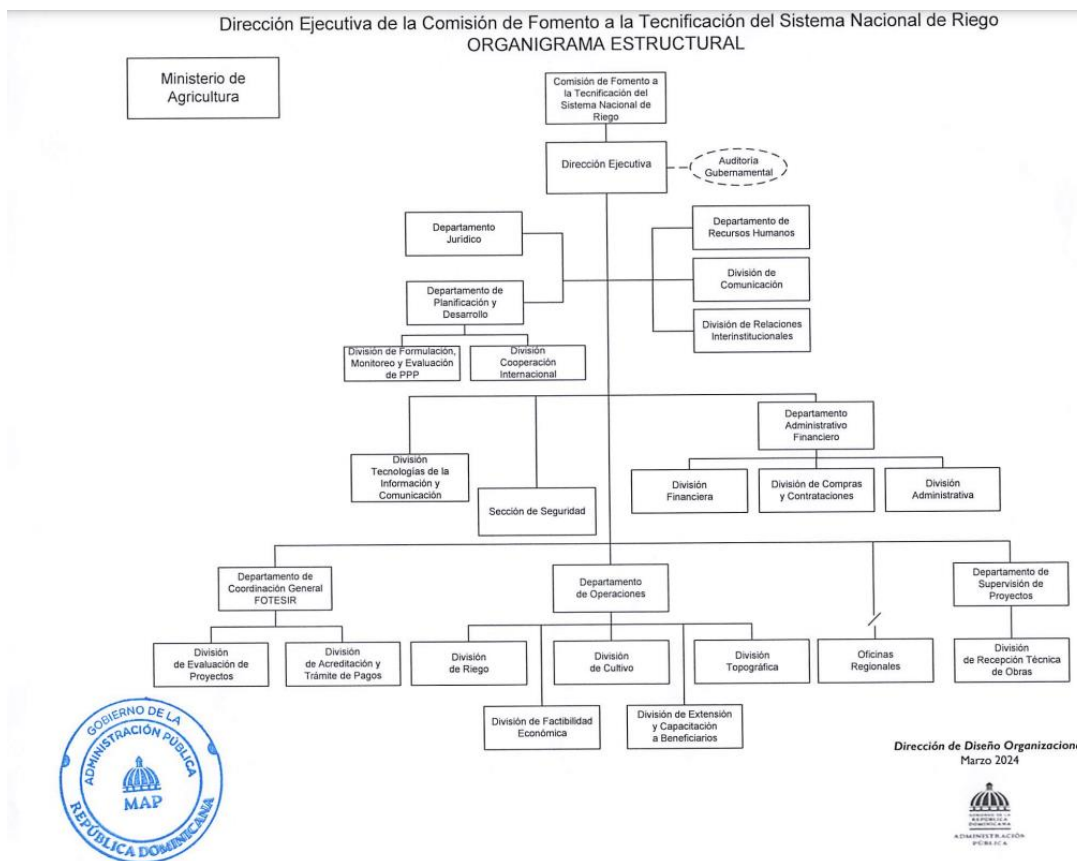 Dirección Ejecutiva de la Comisión de Fomento a la Tecnificación del Sistema Nacional de Riego
ORGANIGRAMA ESTRUCTURAL
Ministerio de
Agricultura
Comisión de Fomento a
la Tecnificación del
Sistema Nacional de
Riego
Dirección Ejecutiva
Auditoría
Gubernamental
Departamento
Jurídico
Departamento de
Recursos Humanos
División de
Comunicación
Departamento de
Planificación y
Desarrollo
División de Relaciones
Interinstitucionales
División de Formulación,
Monitoreo y Evaluación
de PPP
División
Cooperación
Internacional
Departamento
Administrativo
Financiero
División
Tecnologías de la
Información y
Comunicación
Sección de Seguridad
División
Financiera
División de Compras
y Contrataciones
División
Administrativa
Departamento de
Coordinación General
FOTESIR
Departamento
de Operaciones
Departamento de
Supervisión de
Proyectos
División
de Evaluación de
Proyectos
División
de Acreditación y
Trámite de Pagos
División
de Riego
División
de Cultivo
División
Topográfica
Oficinas
Regionales
División
de Recepción Técnica
de Obras
División de Factibilidad
Económica
División de Extensión
y Capacitación
a Beneficiarios
GOBIERNO DE LA
REPÚBLICA DOMINICANA
ADMINISTRACIÓN PÚBLICA
MAP
Dirección de Diseño Organizacion
Marzo 2024
GOBIERNO DE LA
REPÚBLICA
DOMINICANA
ADMINISTRACIÓN
PÚBLICA